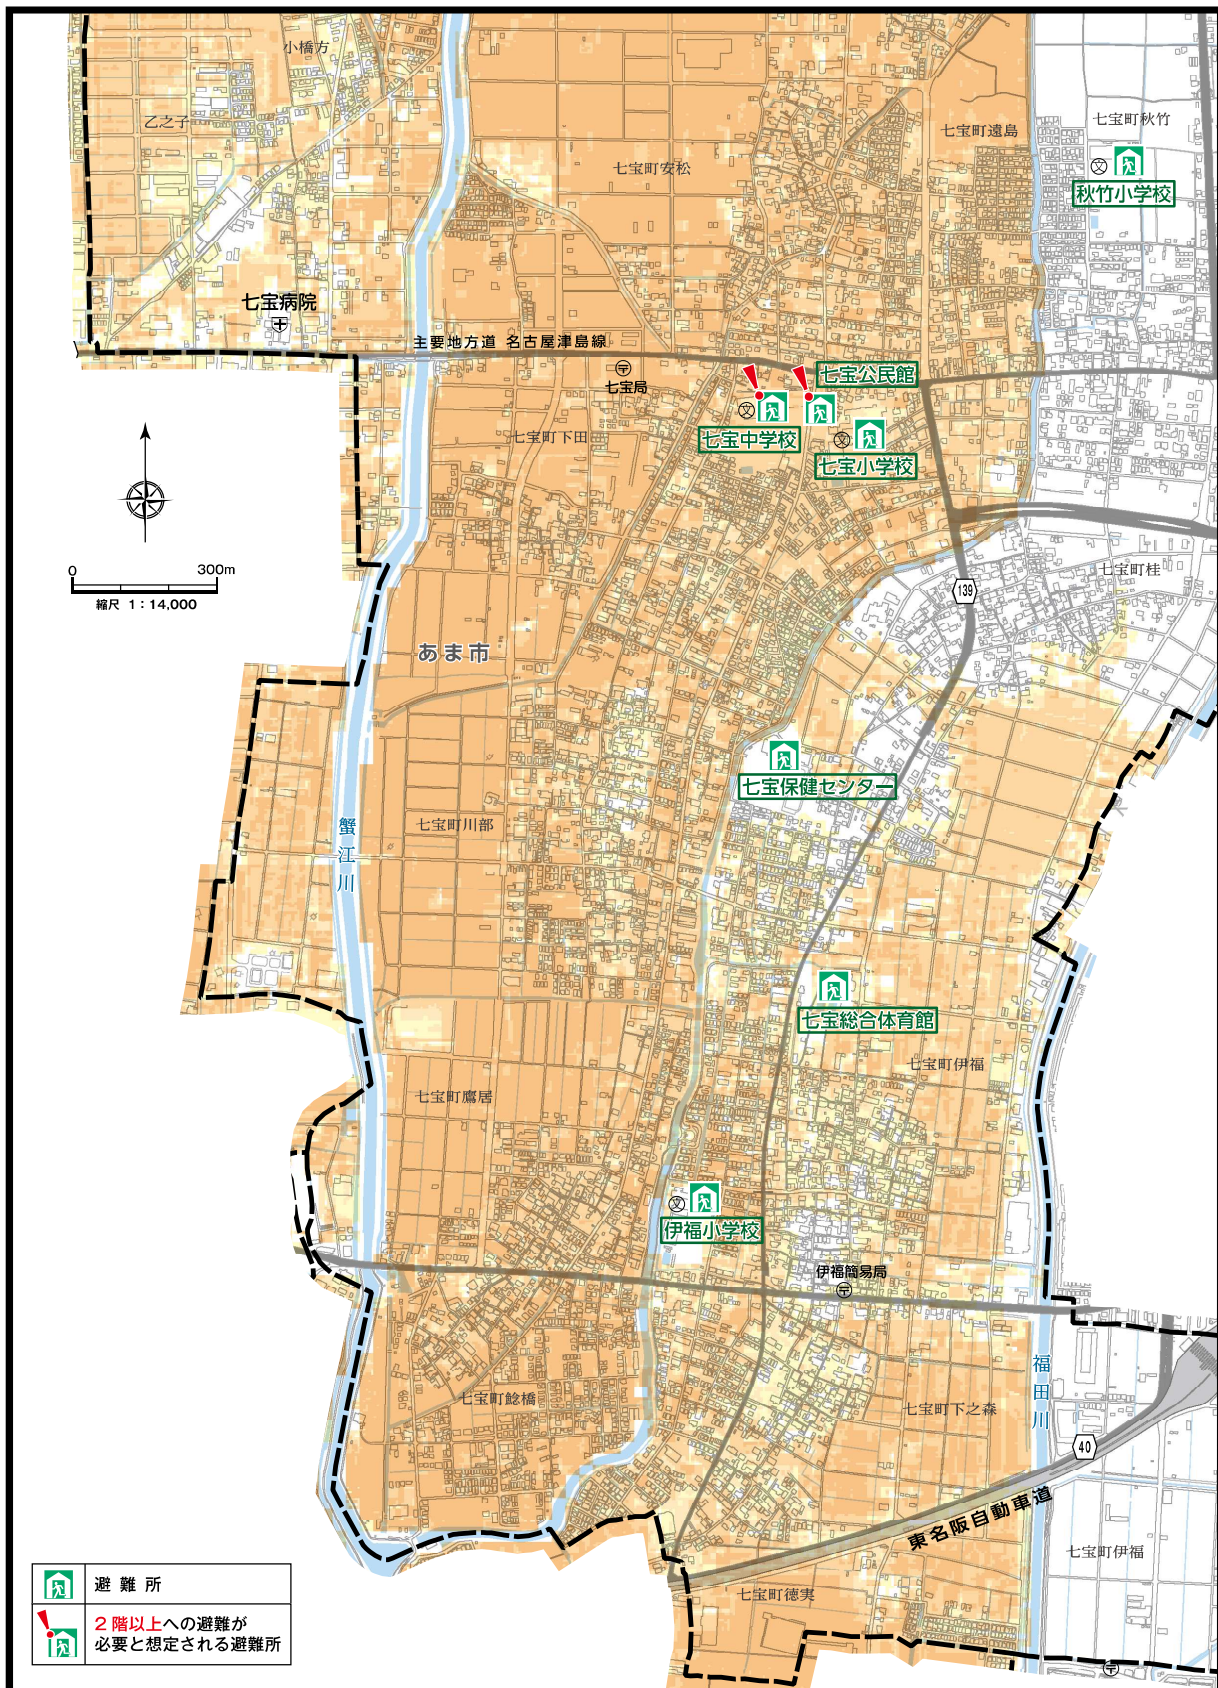 小橋方
乙之子
七宝町安松
七宝町遠島
七宝町秋竹
秋竹小学校
七宝病院
主要地方道 名古屋津島線
七宝局
七宝公民館
七宝中学校
七宝小学校
七宝町下田
0 300m
縮尺 1：14,000
139
七宝町桂
あま市
七宝保健センター
七宝町川部
蟹江川
七宝総合体育館
七宝町伊福
七宝町鷹居
伊福小学校
伊福簡易局
七宝町鯰橋
七宝町下之森
福田川
40
東名阪自動車道
七宝町伊福
七宝町徳実
避難所
2階以上への避難が
必要と想定される避難所